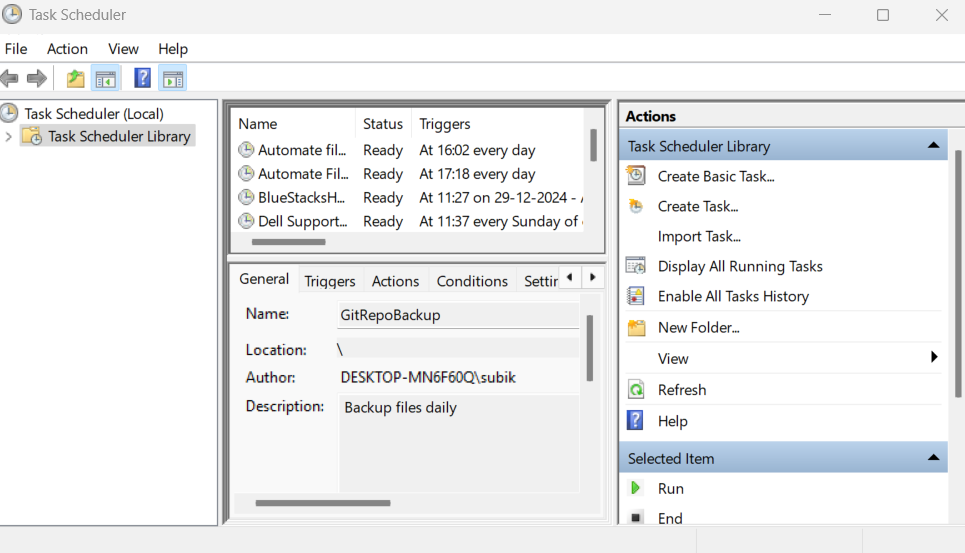 Task Scheduler
File Action View Help
Task Scheduler (Local)
Task Scheduler Library
Name Status Triggers
Automate fil... Ready At 16:02 every day
Automate Fil... Ready At 17:18 every day
BlueStacksH... Ready At 11:27 on 29-12-2024 -
Dell Support... Ready At 11:37 every Sunday of
General Triggers Actions Conditions Settin
Name: GitRepoBackup
Location: \
Author: DESKTOP-MN6F60Q\subik
Description: Backup files daily
Actions
Task Scheduler Library
Create Basic Task...
Create Task...
Import Task...
Display All Running Tasks
Enable All Tasks History
New Folder...
View
Refresh
Help
Selected Item
Run
End